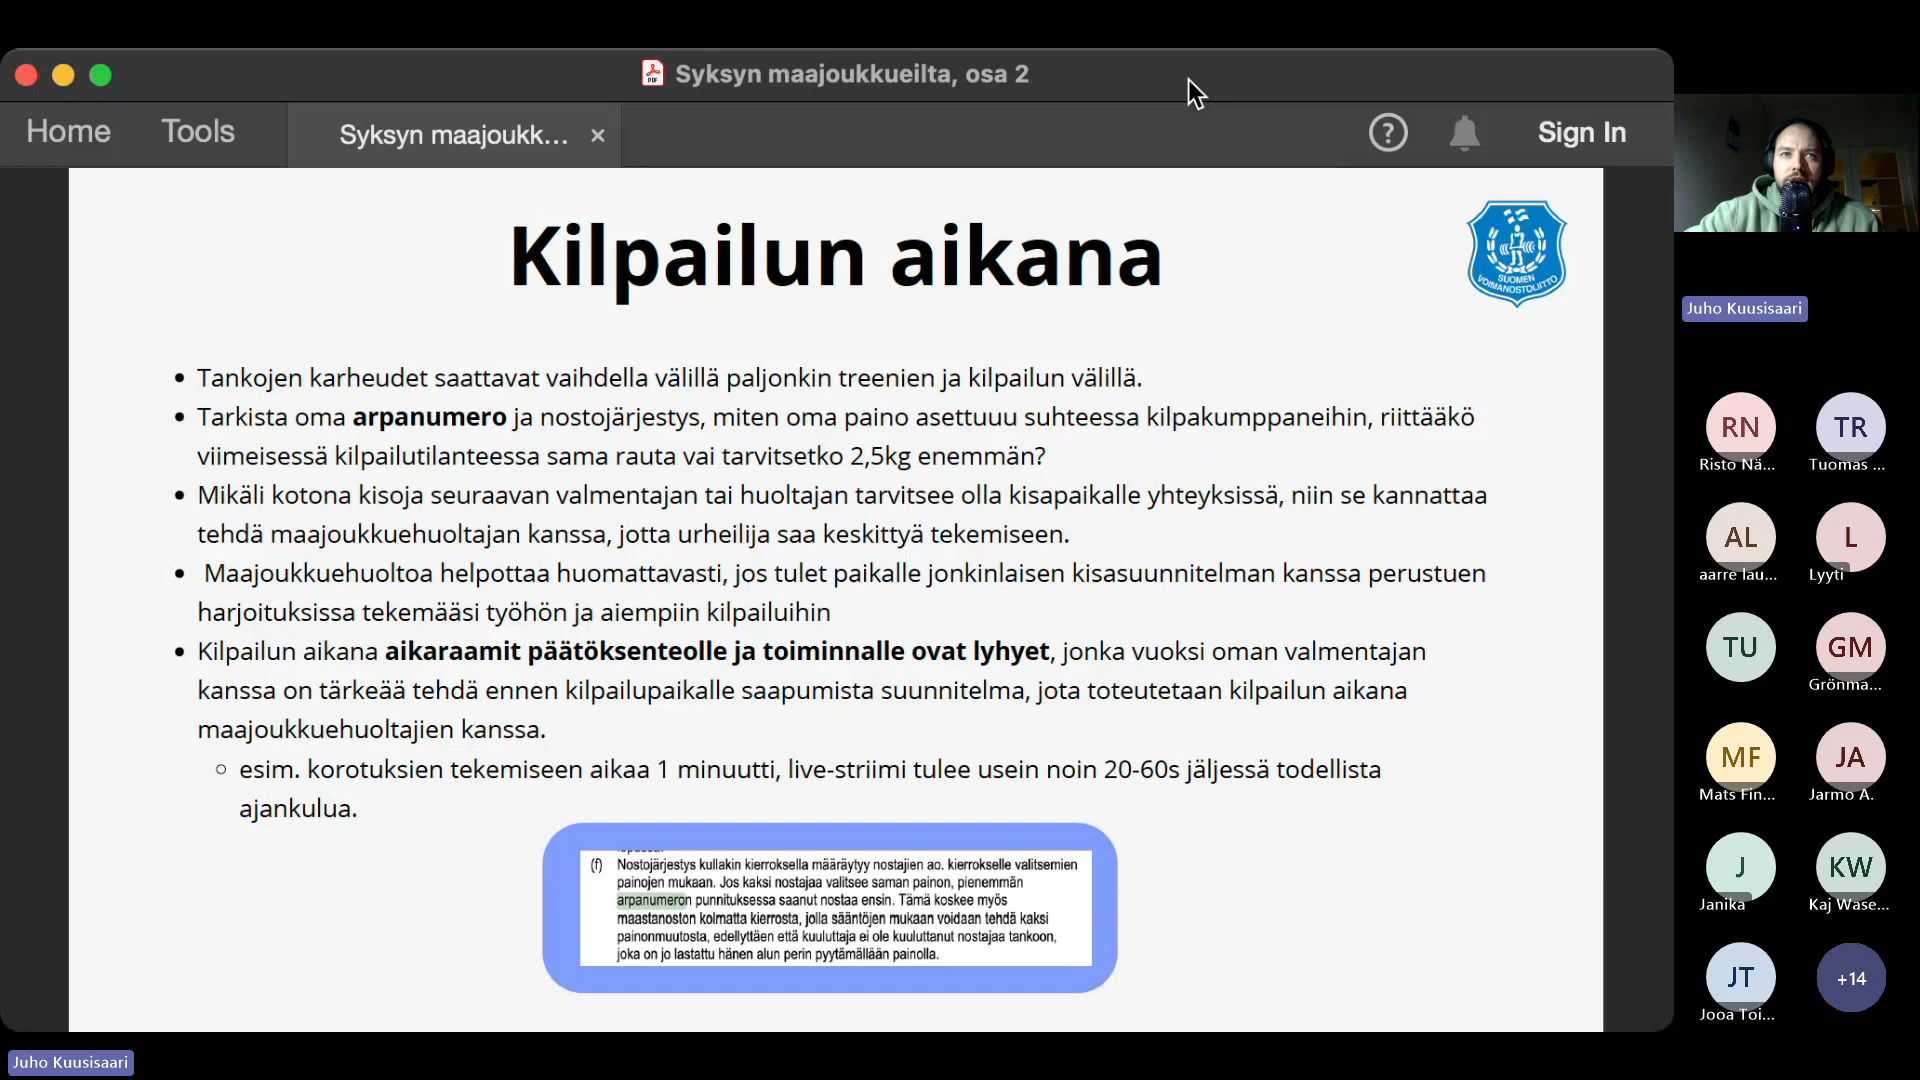 Syksyn maajoukkueilta, osa 2
Home
Tools
Syksyn maajoukk...
Sign In
Kilpailun aikana
SUOMEN
VOIMANOSTOLIITTO
• Tankojen karheudet saattavat vaihdella välillä paljonkin treenien ja kilpailun välillä.
• Tarkista oma arpanumero ja nostojärjestys, miten oma paino asettuuu suhteessa kilpakumppaneihin, riittääkö
viimeisessä kilpailutilanteessa sama rauta vai tarvitsetko 2,5kg enemmän?
• Mikäli kotona kisoja seuraavan valmentajan tai huoltajan tarvitsee olla kisapaikalle yhteyksissä, niin se kannattaa
tehdä maajoukkuehuoltajan kanssa, jotta urheilija saa keskittyä tekemiseen.
• Maajoukkuehuoltoa helpottaa huomattavasti, jos tulet paikalle jonkinlaisen kisasuunnitelman kanssa perustuen
harjoituksissa tekemääsi työhön ja aiempiin kilpailuihin
• Kilpailun aikana aikaraamit päätöksenteolle ja toiminnalle ovat lyhyet, jonka vuoksi oman valmentajan
kanssa on tärkeää tehdä ennen kilpailupaikalle saapumista suunnitelma, jota toteutetaan kilpailun aikana
maajoukkuehuoltajien kanssa.
◦ esim. korotuksien tekemiseen aikaa 1 minuutti, live-striimi tulee usein noin 20-60s jäljessä todellista
ajankulua.
(f) Nostojärjestys kullakin kierroksella määräytyy nostajien ao. kierrokselle valitsemien
painojen mukaan. Jos kaksi nostajaa valitsee saman painon, pienemmän
arpanumeron punnituksessa saanut nostaa ensin. Tämä koskee myös
maastanoston kolmatta kierrosta, jolla sääntöjen mukaan voidaan tehdä kaksi
painonmuutosta, edellyttäen että kuuluttaja ei ole kuuluttanut nostajaa tankoon,
joka on jo lastattu hänen alun perin pyytämällään painolla.
Juho Kuusisaari
RN
Risto Nä...
TR
Tuomas ...
AL
aarre lau...
L
Lyyti
TU
GM
Grönma...
MF
Mats Fin...
JA
Jarmo A.
J
Janika
KW
Kaj Wase...
JT
Jooa Toi...
+14
Juho Kuusisaari